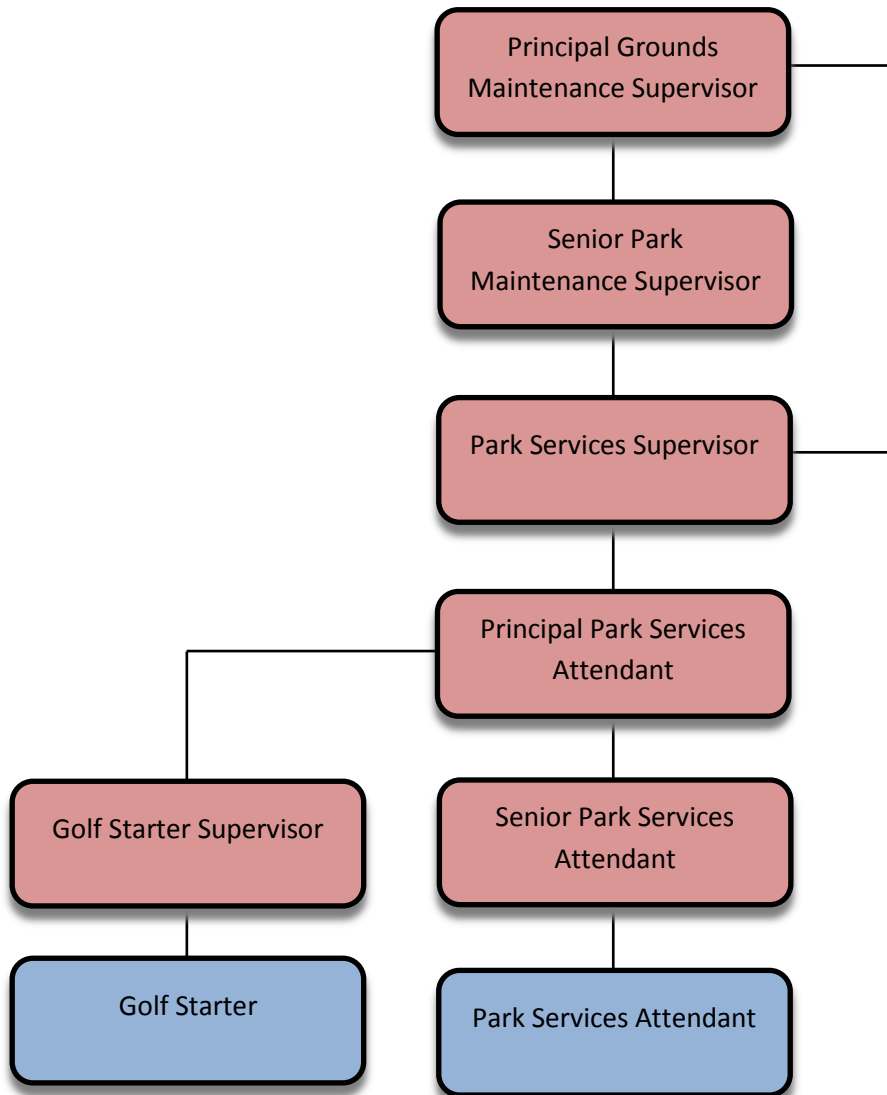 Principal Grounds
Maintenance Supervisor
Senior Park
Maintenance Supervisor
Park Services Supervisor
Principal Park Services
Attendant
Golf Starter Supervisor
Senior Park Services
Attendant
Golf Starter
Park Services Attendant